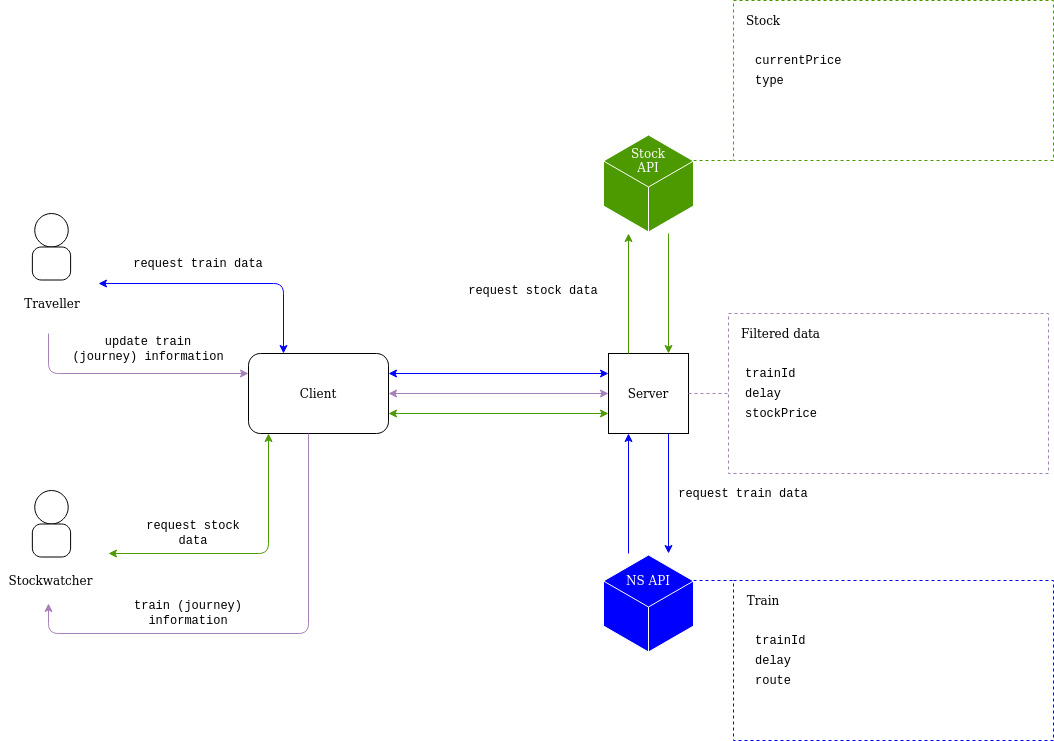 Stock
currentPrice
type
Stock
API
request train data
Traveller
request stock data
update train
(journey) information
Filtered data
trainId
delay
stockPrice
Client
Server
request train data
request stock
data
Stockwatcher
NS API
train (journey)
information
Train
trainId
delay
route